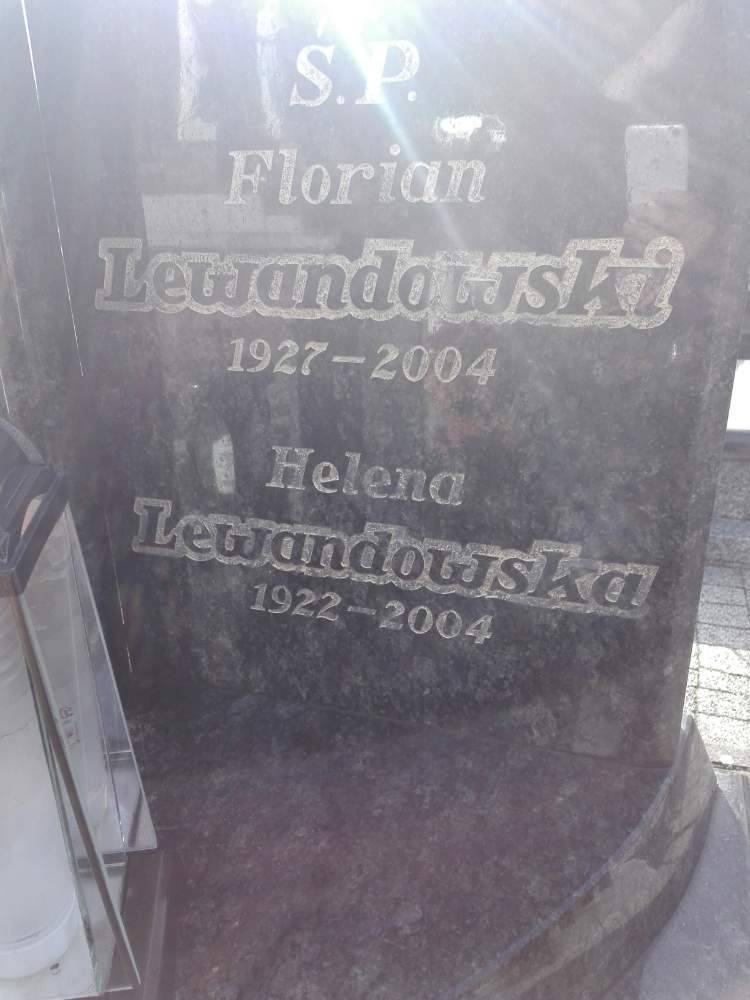 Ś.P.
Florian
Lewandowski
1927-2004
Helena
Lewandowska
1922-2004